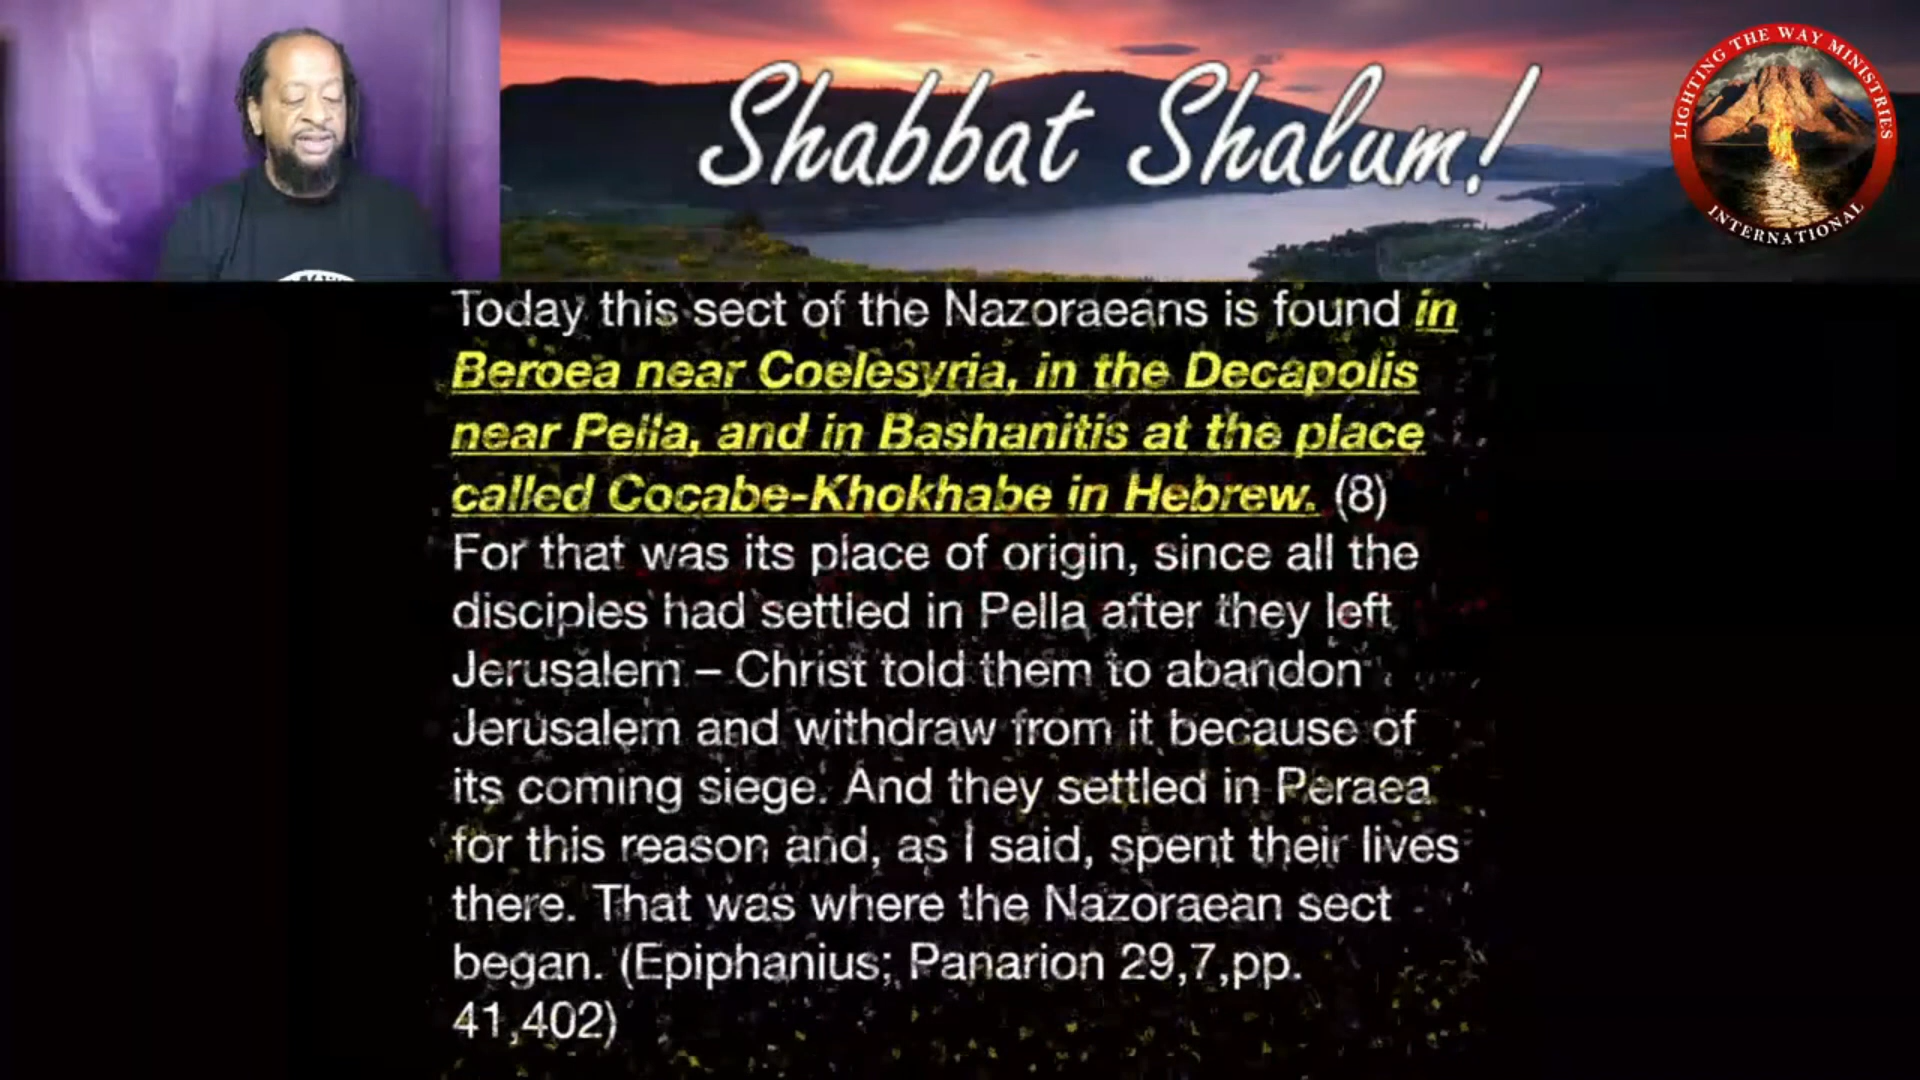 Shabbat Shalum!
LIGHTING THE WAY MINISTRIES
INTERNATIONAL
Today this sect of the Nazoraeans is found in
Beroea near Coelesyria, in the Decapolis
near Pella, and in Bashanitis at the place
called Cocabe-Khokhabe in Hebrew. (8)
For that was its place of origin, since all the
disciples had settled in Pella after they left
Jerusalem – Christ told them to abandon
Jerusalem and withdraw from it because of
its coming siege. And they settled in Peraea
for this reason and, as I said, spent their lives
there. That was where the Nazoraean sect
began. (Epiphanius; Panarion 29,7,pp.
41,402)